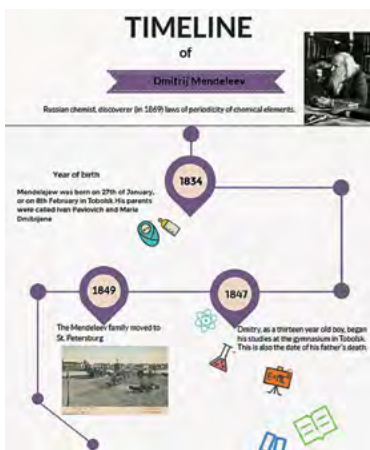 TIMELINE
of
Dmitrij Mendeleev
Russian chemist, discoverer (in 1869) laws of periodicity of chemical elements.
Year of birth
1834
Mendelajew was born on 27th of January,
or on 8th February in Tobolsk. His parents
were called Ivan Pavlovich and Maria
Dmitrijene
1849
1847
The Mendeleev family moved to
St. Petersburg
Dmitry, as a thirteen year old boy, began
his studies at the gymnasium in Tobolsk.
This is also the date of his father's death.